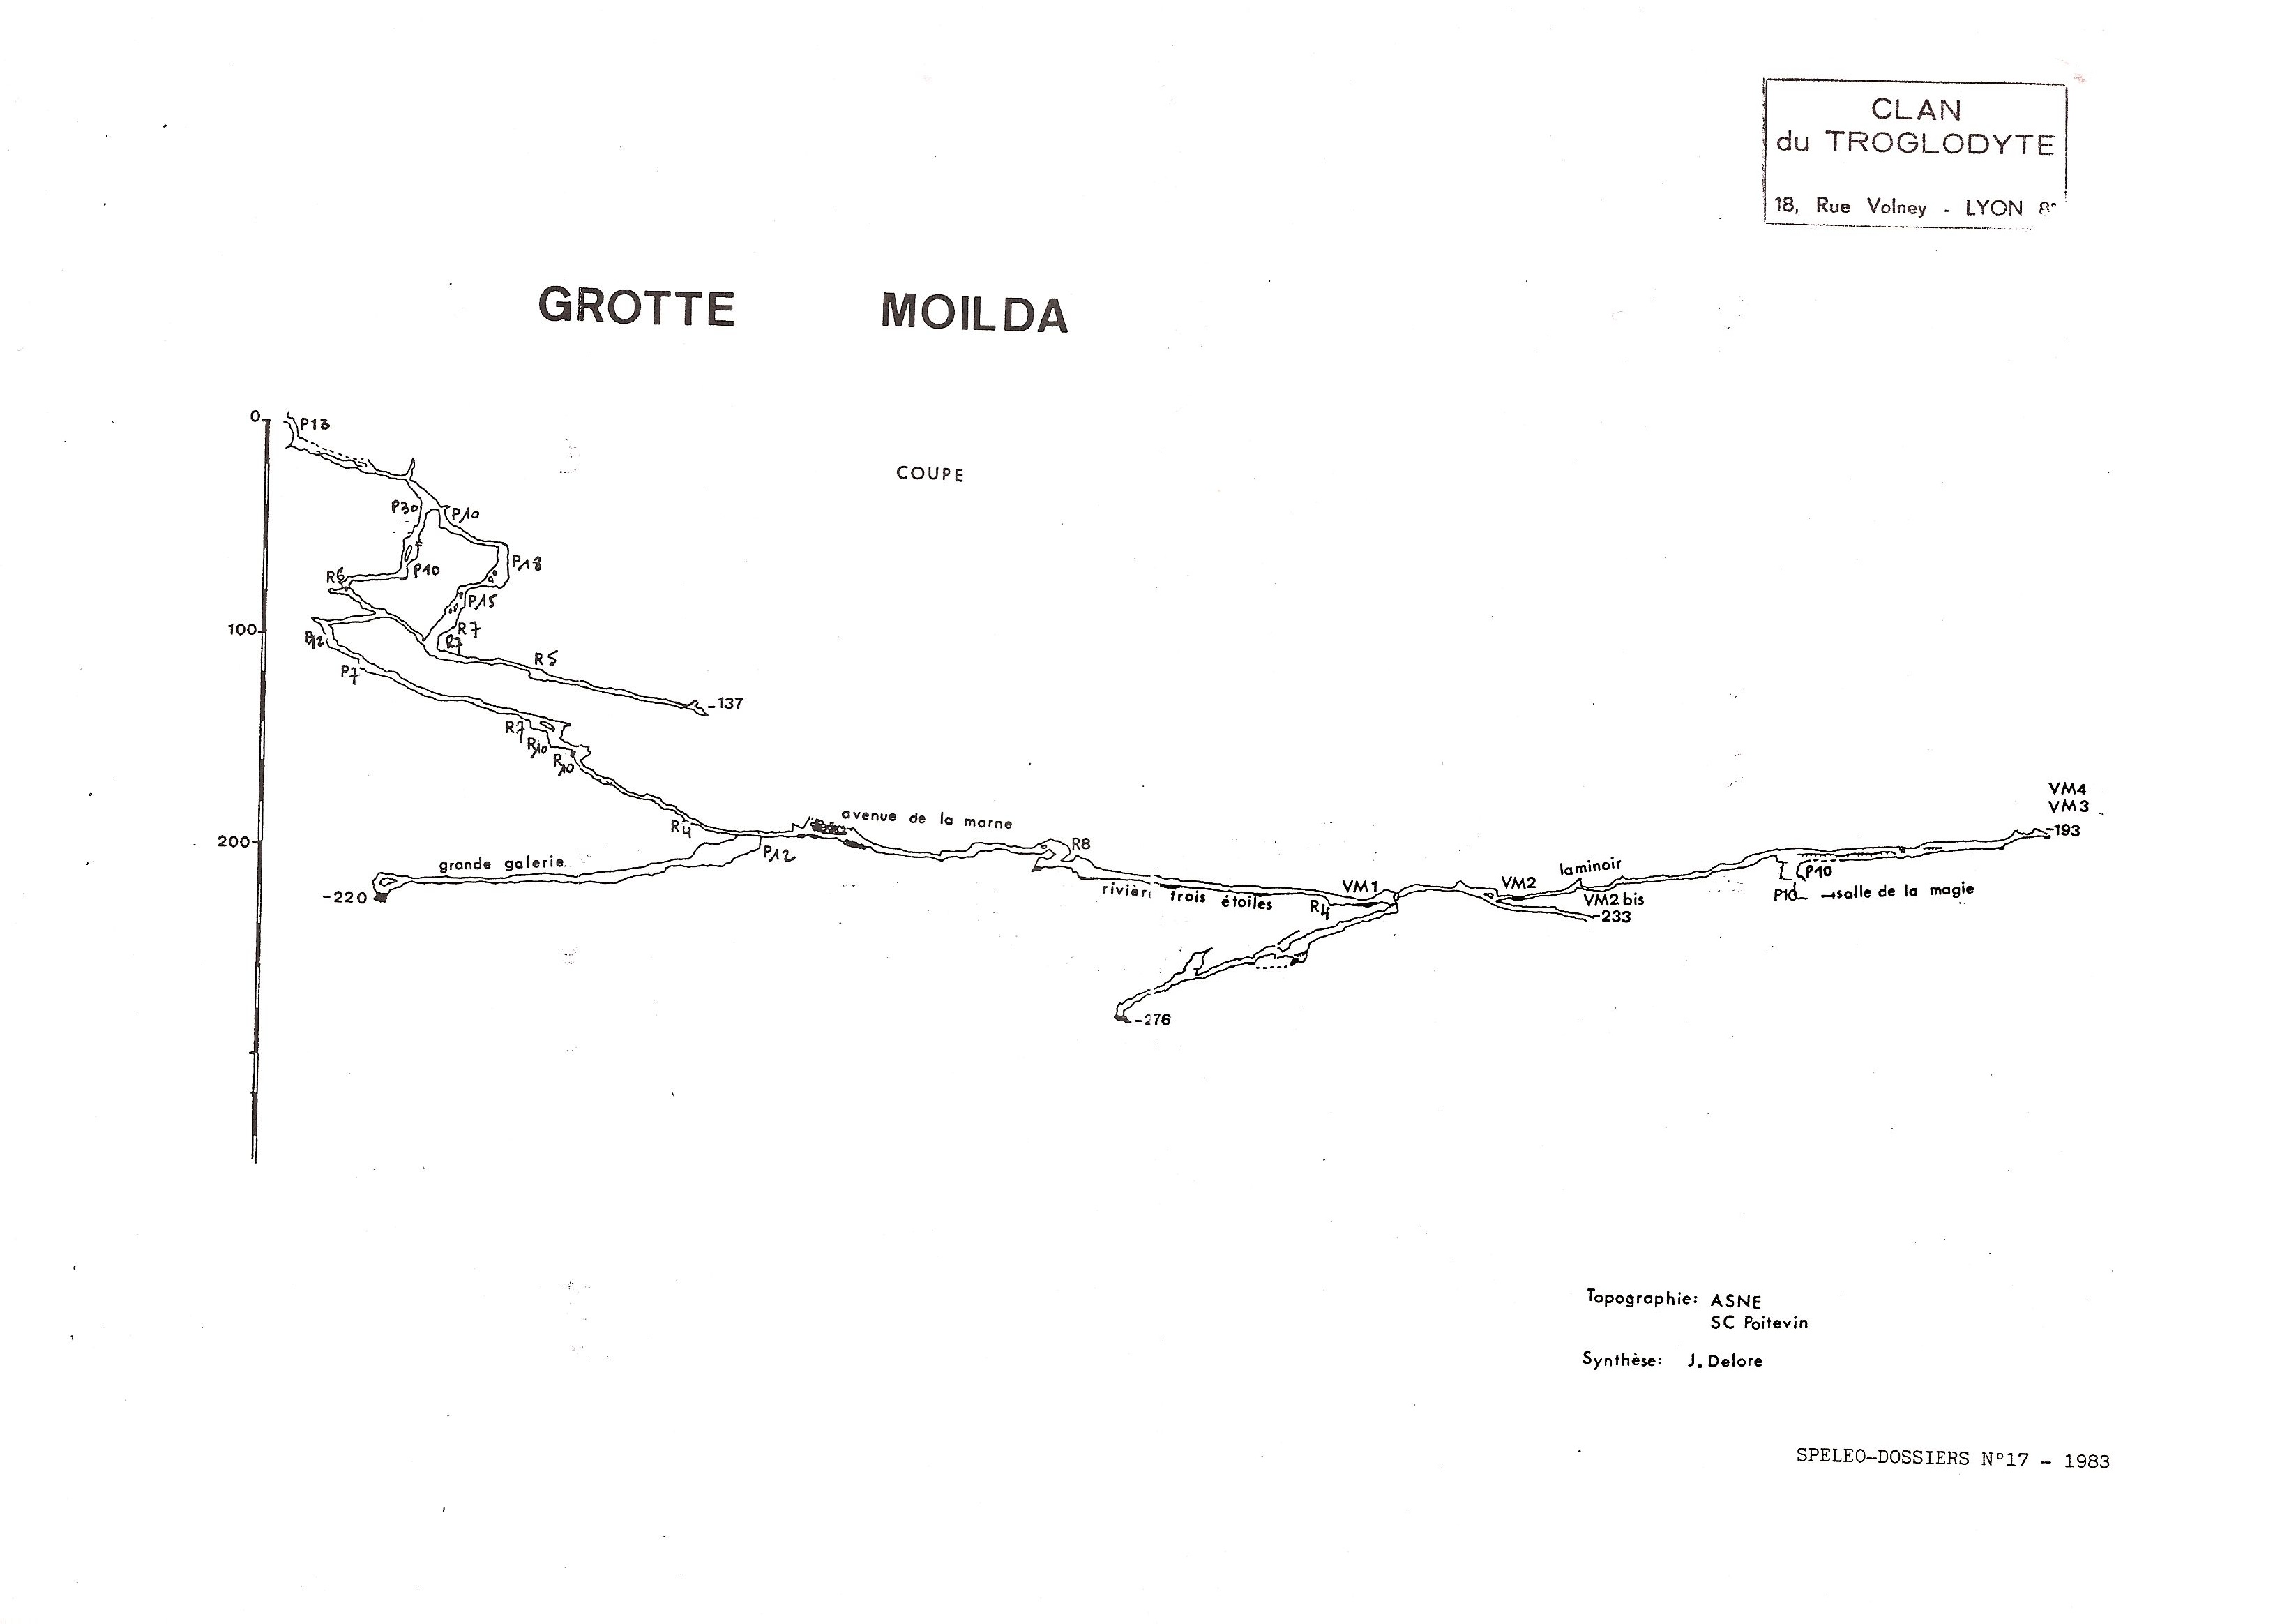 CLAN
du TROGLODYTE
18, Rue Volney - LYON 8e
GROTTE MOILDA
COUPE
0
P13
P30
P10
P18
P10
R6
P15
R7
R7
100
P12
R5
P7
-137
R7
R10
R10
VM4
VM3
avenue de la marne
R4
-193
200
R8
P12
grande galerie
laminoir
P10
VM1
VM2
-220
rivière trois étoiles
R4
VM2 bis
P10
salle de la magie
-233
-276
Topographie: ASNE
SC Poitevin
Synthèse: J. Delore
SPELEO-DOSSIERS N°17 - 1983